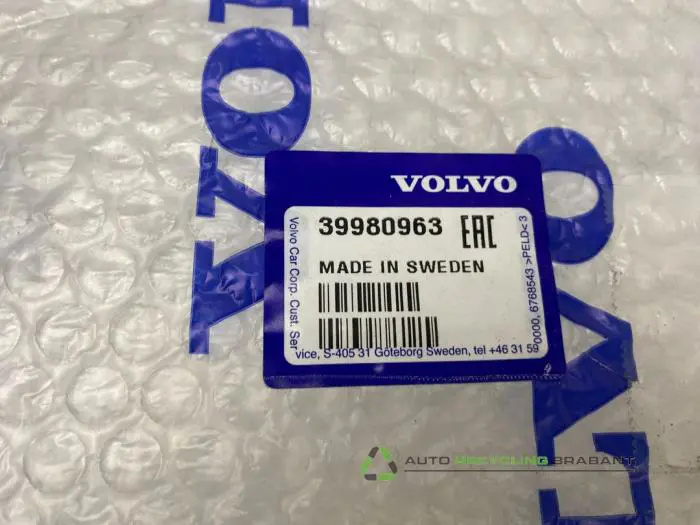 VOLVO
39980963 EAC
MADE IN SWEDEN
Volvo Car Corp. Cust. Ser
vice, S-405 31 Göteborg Sweden, tel +46 31 59
0000, 6768543 >PELD< 3
AUTO RECYCLING BRABANT